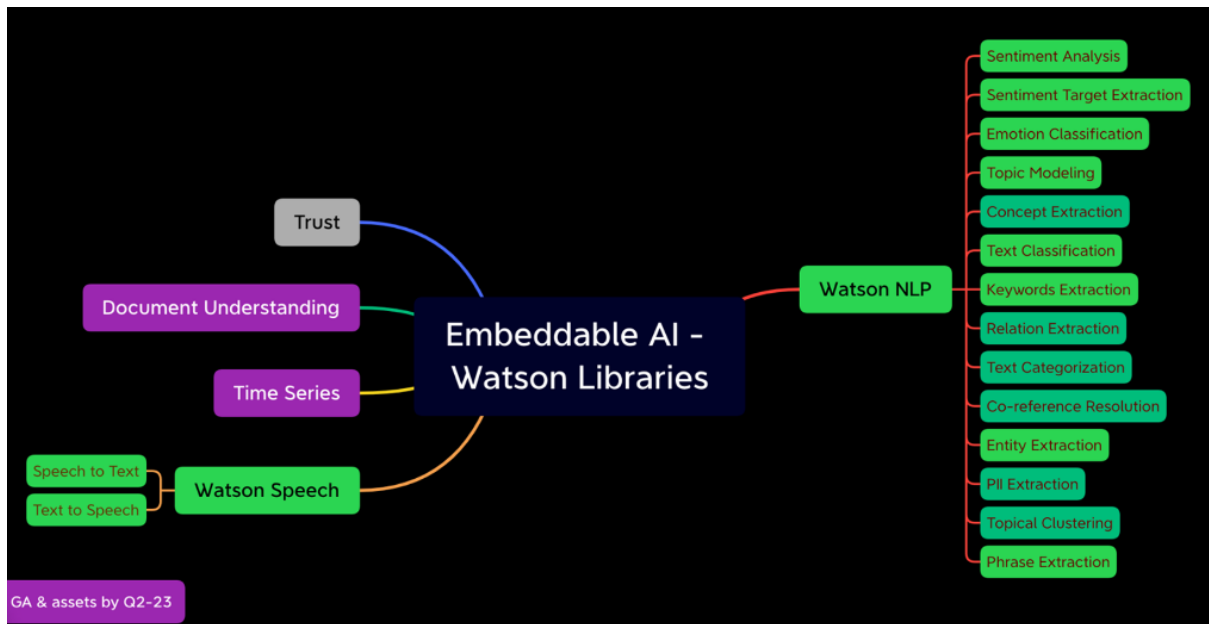 Trust
Document Understanding
Time Series
Watson Speech
Speech to Text
Text to Speech
GA & assets by Q2-23
Embeddable AI -
Watson Libraries
Watson NLP
Sentiment Analysis
Sentiment Target Extraction
Emotion Classification
Topic Modeling
Concept Extraction
Text Classification
Keywords Extraction
Relation Extraction
Text Categorization
Co-reference Resolution
Entity Extraction
PII Extraction
Topical Clustering
Phrase Extraction